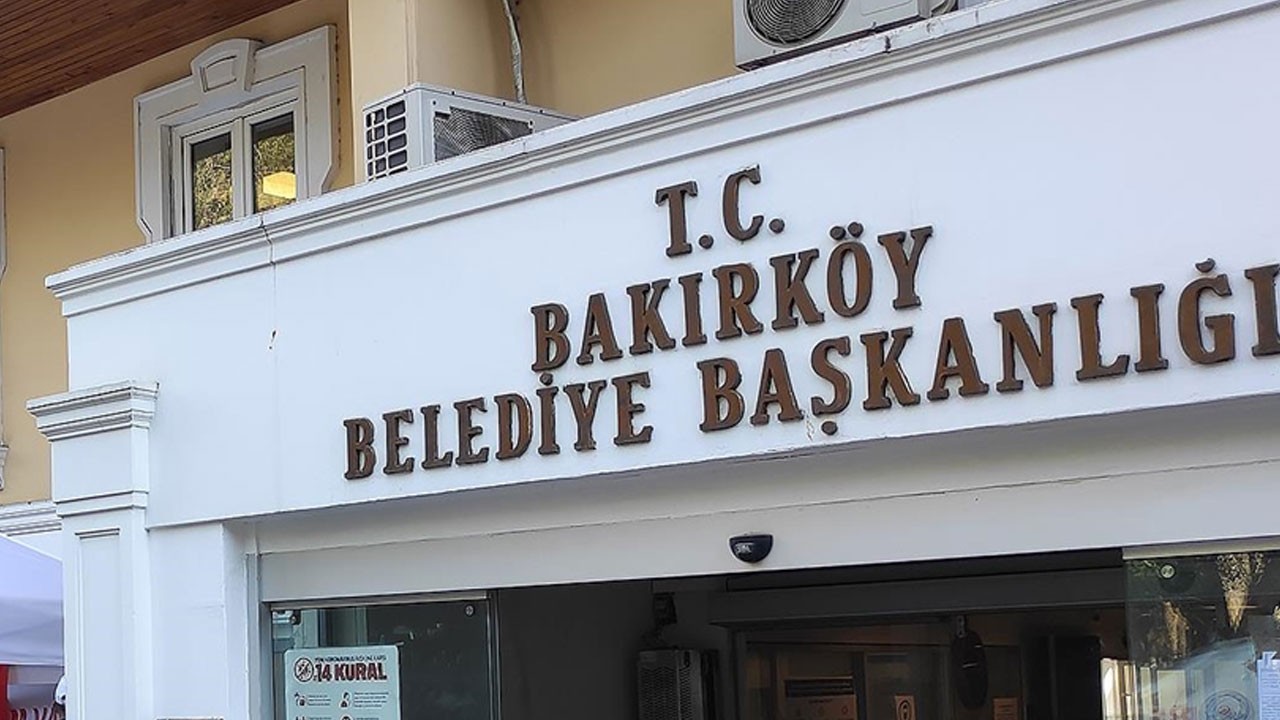 T.C.
BAKIRKÖY
BELEDİYE BAŞKANLIĞI
14 KURAL